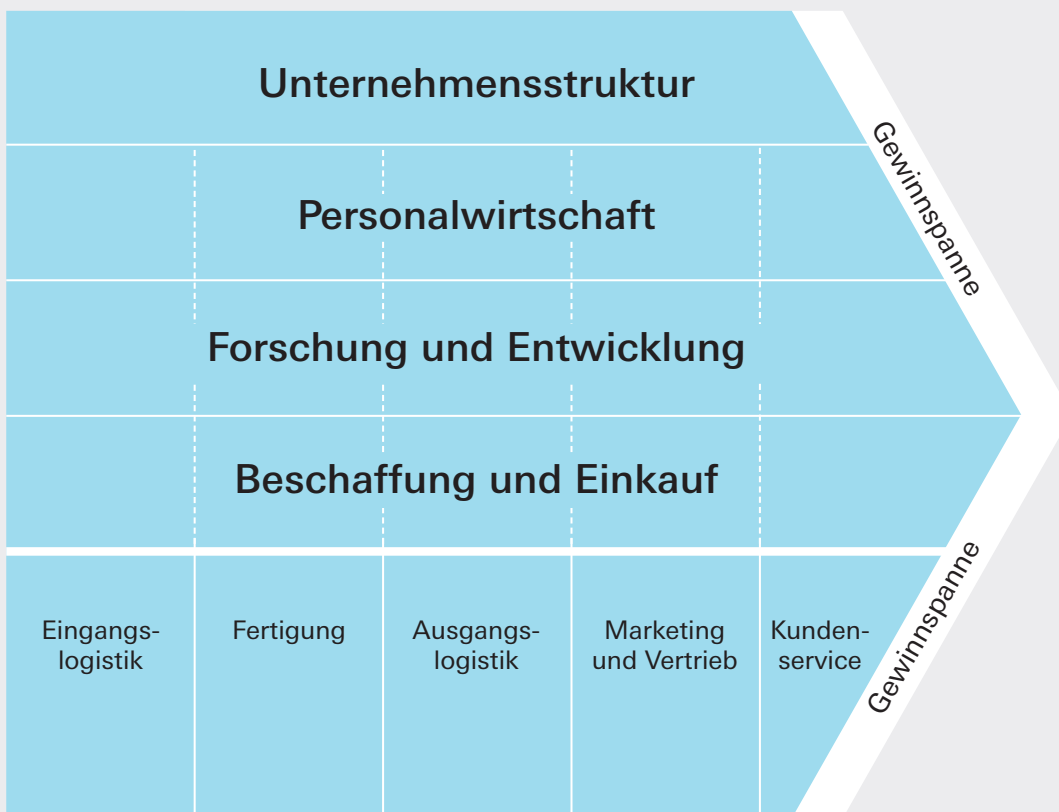 Unternehmensstruktur
Gewinnspanne
Personalwirtschaft
Forschung und Entwicklung
Beschaffung und Einkauf
Gewinnspanne
Eingangs-
logistik
Fertigung
Ausgangs-
logistik
Marketing
und Vertrieb
Kunden-
service